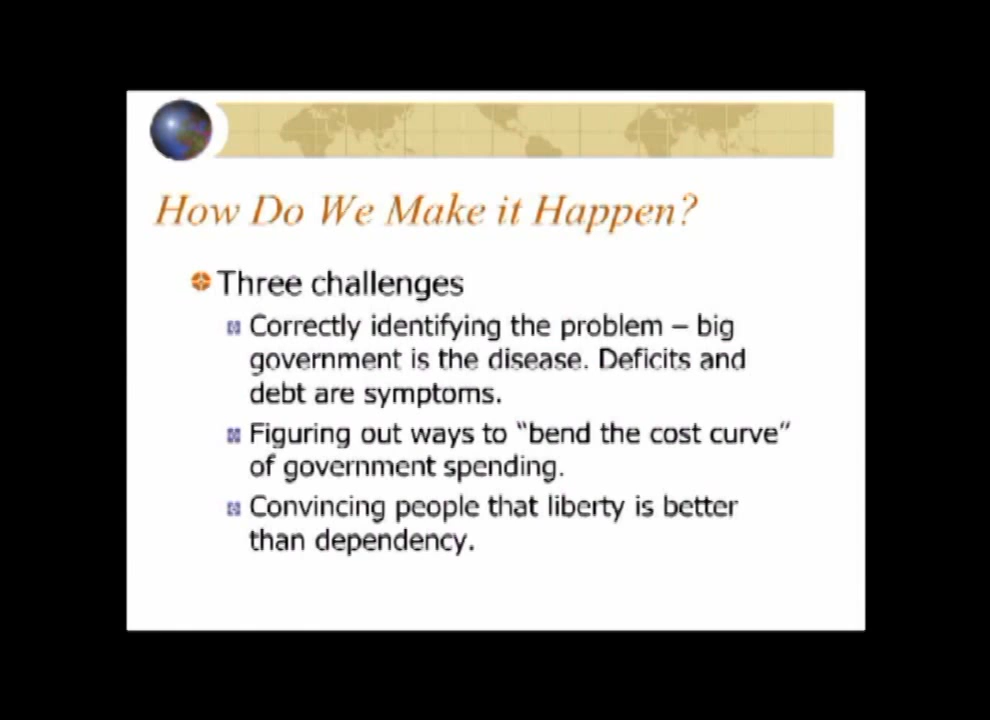 How Do We Make it Happen?
Three challenges
Correctly identifying the problem – big
government is the disease. Deficits and
debt are symptoms.
Figuring out ways to “bend the cost curve”
of government spending.
Convincing people that liberty is better
than dependency.